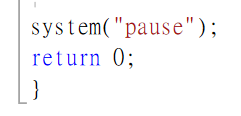 system("pause");
return 0;
}